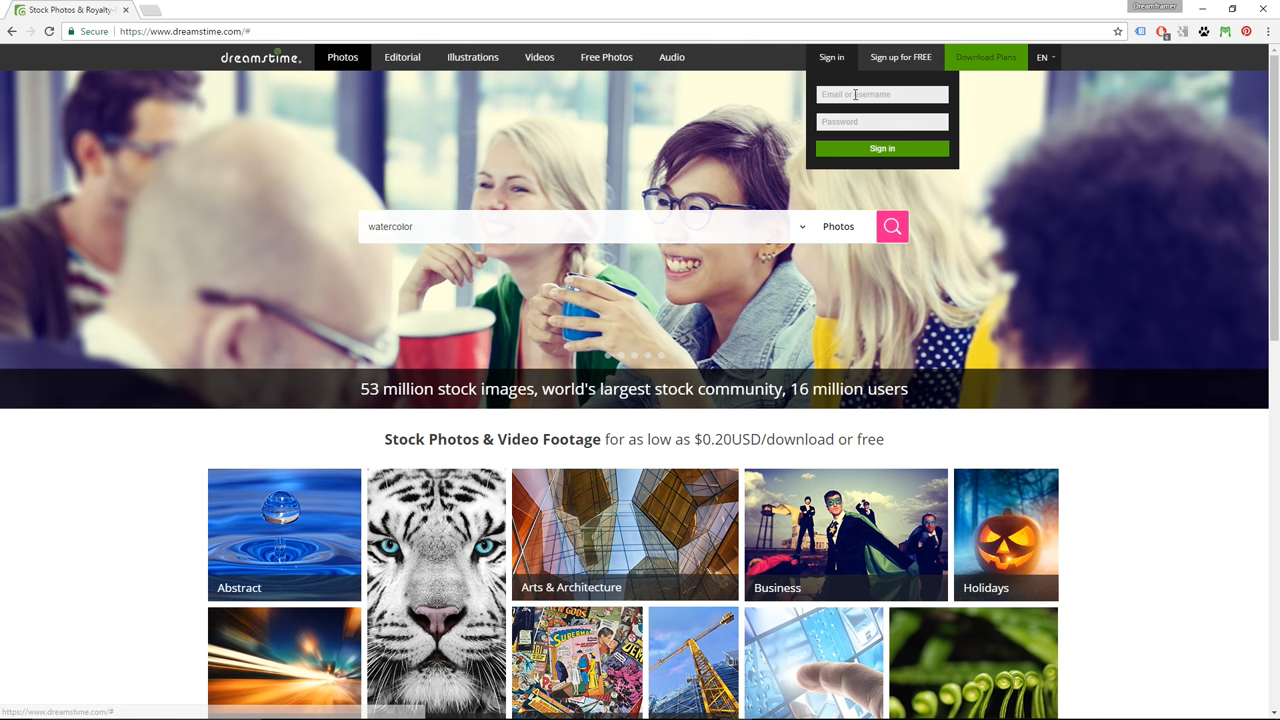 Stock Photos & Royalty-
Dreamframer
Secure
https://www.dreamstime.com/#
6
dreamstime.
Photos
Editorial
Illustrations
Videos
Free Photos
Audio
Sign in
Sign up for FREE
Download Plans
EN
Email or username
Password
Sign in
watercolor
Photos
53 million stock images, world's largest stock community, 16 million users
Stock Photos & Video Footage for as low as $0.20USD/download or free
Abstract
Arts & Architecture
Business
Holidays
SUPERMAN
https://www.dreamstime.com/#